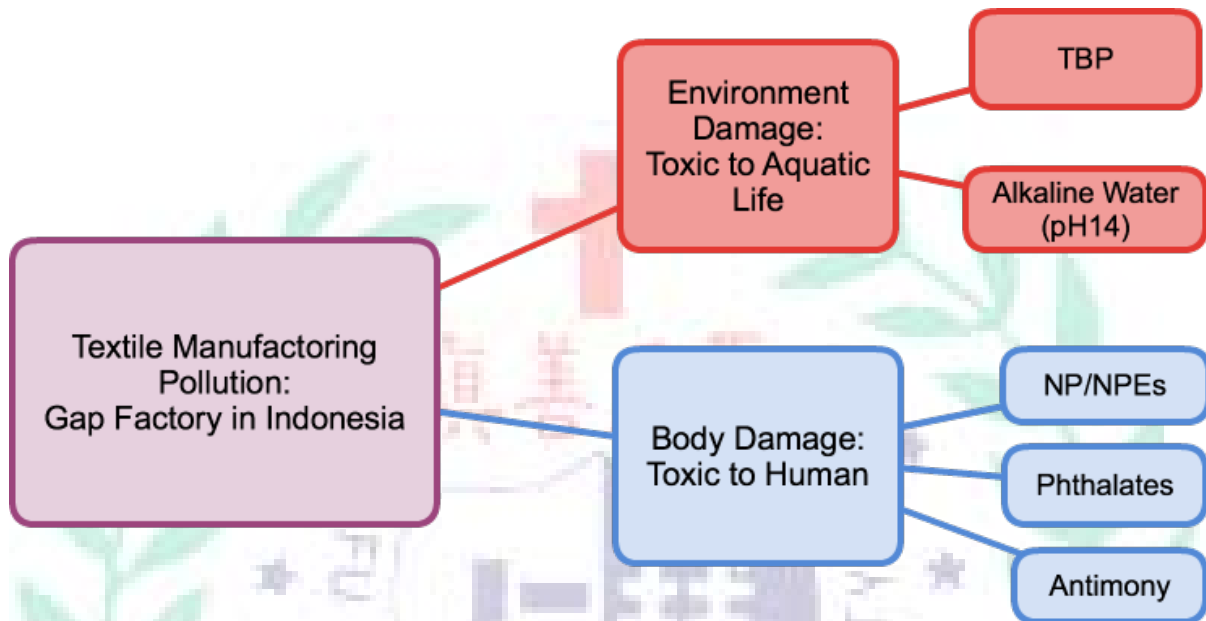 Textile Manufactoring
Pollution:
Gap Factory in Indonesia
Environment
Damage:
Toxic to Aquatic
Life
TBP
Alkaline Water
(pH14)
Body Damage:
Toxic to Human
NP/NPEs
Phthalates
Antimony